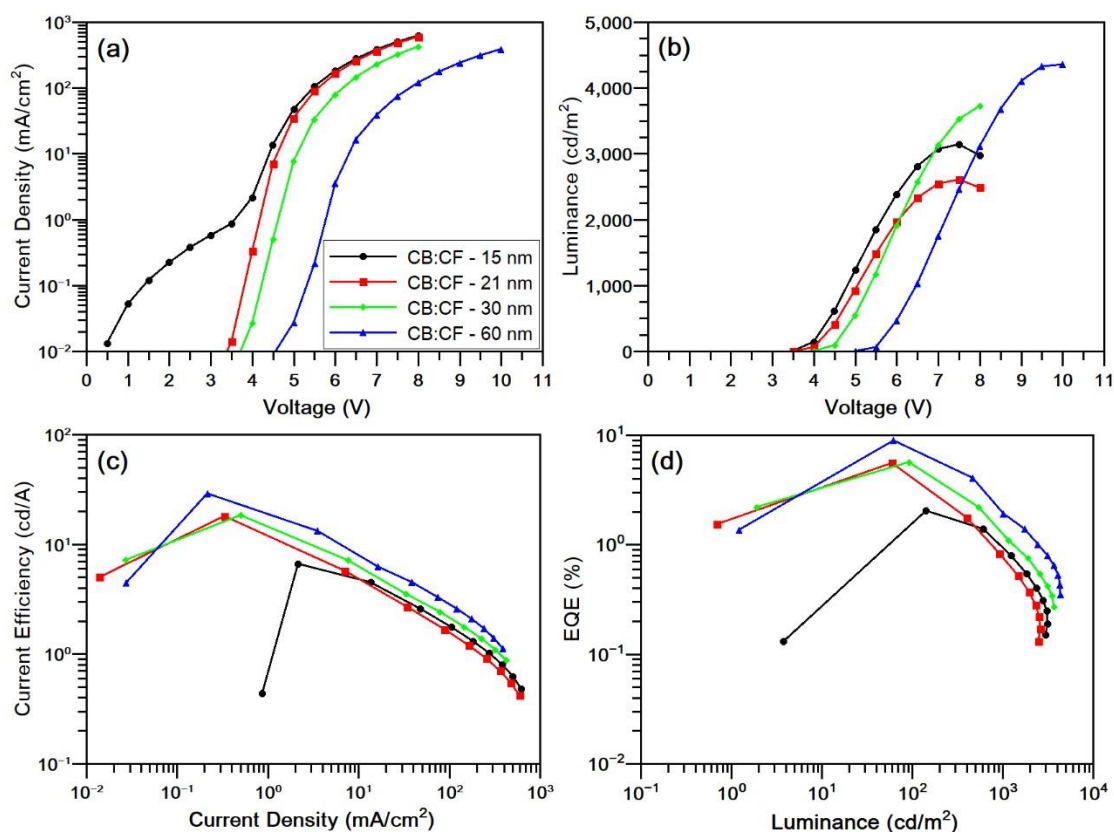 (a)
Current Density (mA/cm²)
10³
10²
10¹
10⁰
10⁻¹
10⁻²
CB:CF - 15 nm
CB:CF - 21 nm
CB:CF - 30 nm
CB:CF - 60 nm
0 1 2 3 4 5 6 7 8 9 10 11
Voltage (V)
(b)
Luminance (cd/m²)
5,000
4,000
3,000
2,000
1,000
0
0 1 2 3 4 5 6 7 8 9 10 11
Voltage (V)
(c)
Current Efficiency (cd/A)
10²
10¹
10⁰
10⁻¹
10⁻² 10⁻¹ 10⁰ 10¹ 10² 10³
Current Density (mA/cm²)
(d)
EQE (%)
10¹
10⁰
10⁻¹
10⁻²
10⁻¹ 10⁰ 10¹ 10² 10³ 10⁴
Luminance (cd/m²)